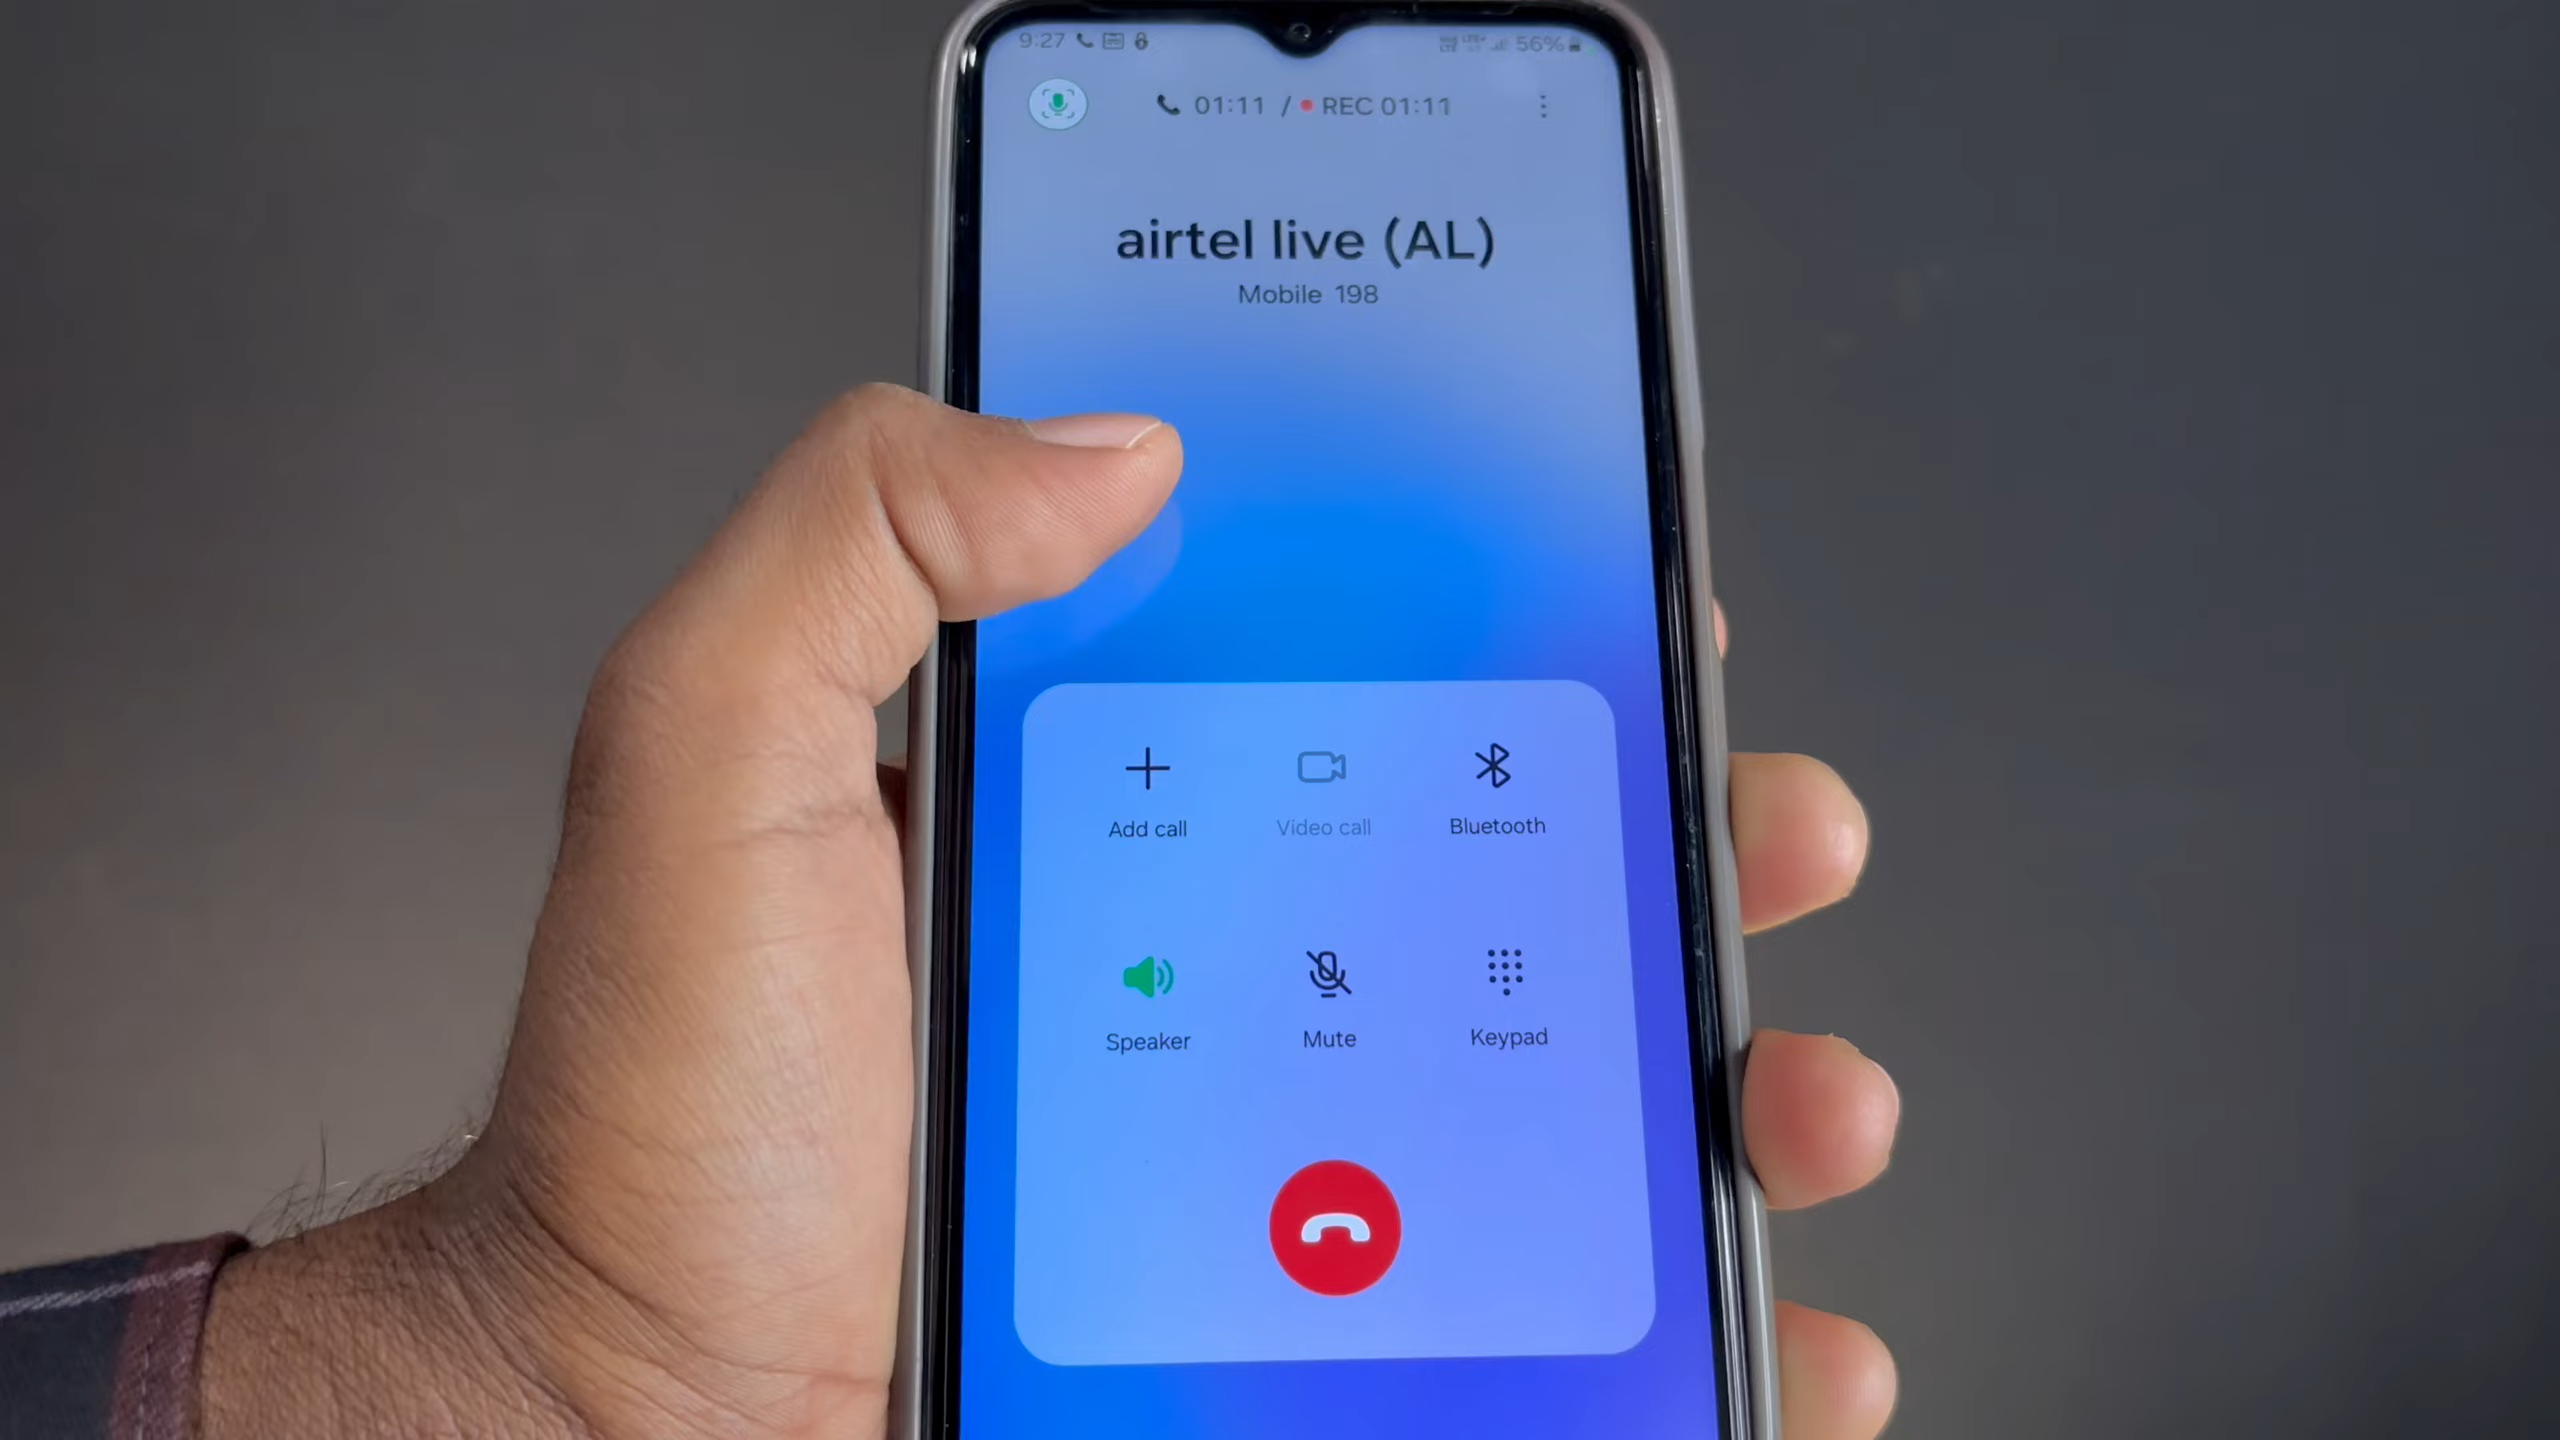 9:27 56%
01:11 / REC 01:11
airtel live (AL)
Mobile 198
Add call Video call Bluetooth
Speaker Mute Keypad